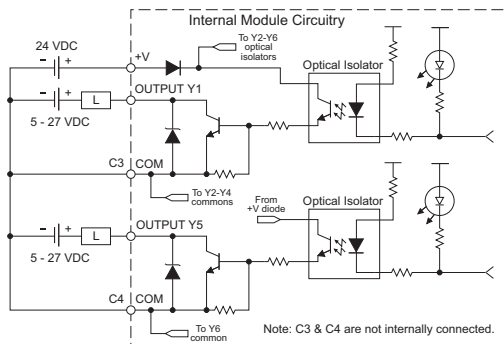 Internal Module Circuitry
24 VDC
- +
+V
To Y2-Y6
optical
isolators
Optical Isolator
- +
L
OUTPUT Y1
5 - 27 VDC
C3
COM
To Y2-Y4
commons
From
+V diode
Optical Isolator
- +
L
OUTPUT Y5
5 - 27 VDC
C4
COM
To Y6
common
Note: C3 & C4 are not internally connected.